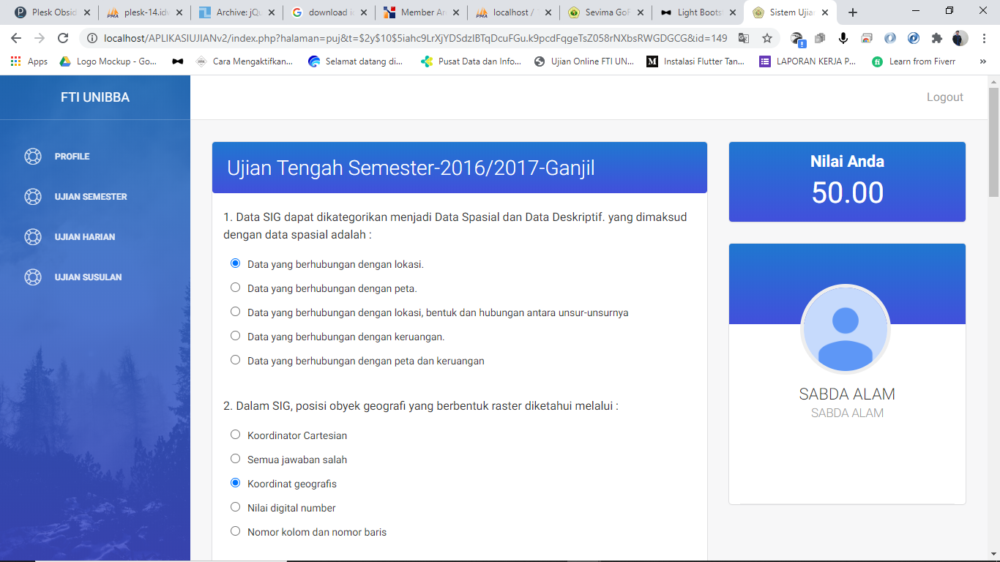 Plesk Obsid
plesk-14.idw
Archive: jQu
download i
Member Are
localhost /
Sevima GoF
Light Boots
Sistem Ujian
localhost/APLIKASIUJIANv2/index.php?halaman=puj&t=$2y$10$5iahc9LrXjYDSdzIBTqDcuFGu.k9pcdFqgeTsZ058rNXbsRWGDGCG&id=149
Apps
Logo Mockup - Go...
Cara Mengaktifkan...
Selamat datang di...
Pusat Data dan Info...
Ujian Online FTI UN...
Instalasi Flutter Tan...
LAPORAN KERJA P...
Learn from Fiverr
»
FTI UNIBBA
Logout
PROFILE
UJIAN SEMESTER
UJIAN HARIAN
UJIAN SUSULAN
Ujian Tengah Semester-2016/2017-Ganjil
1. Data SIG dapat dikategorikan menjadi Data Spasial dan Data Deskriptif. yang dimaksud
dengan data spasial adalah :
Data yang berhubungan dengan lokasi.
Data yang berhubungan dengan peta.
Data yang berhubungan dengan lokasi, bentuk dan hubungan antara unsur-unsurnya
Data yang berhubungan dengan keruangan.
Data yang berhubungan dengan peta dan keruangan
2. Dalam SIG, posisi obyek geografi yang berbentuk raster diketahui melalui :
Koordinator Cartesian
Semua jawaban salah
Koordinat geografis
Nilai digital number
Nomor kolom dan nomor baris
Nilai Anda
50.00
SABDA ALAM
SABDA ALAM